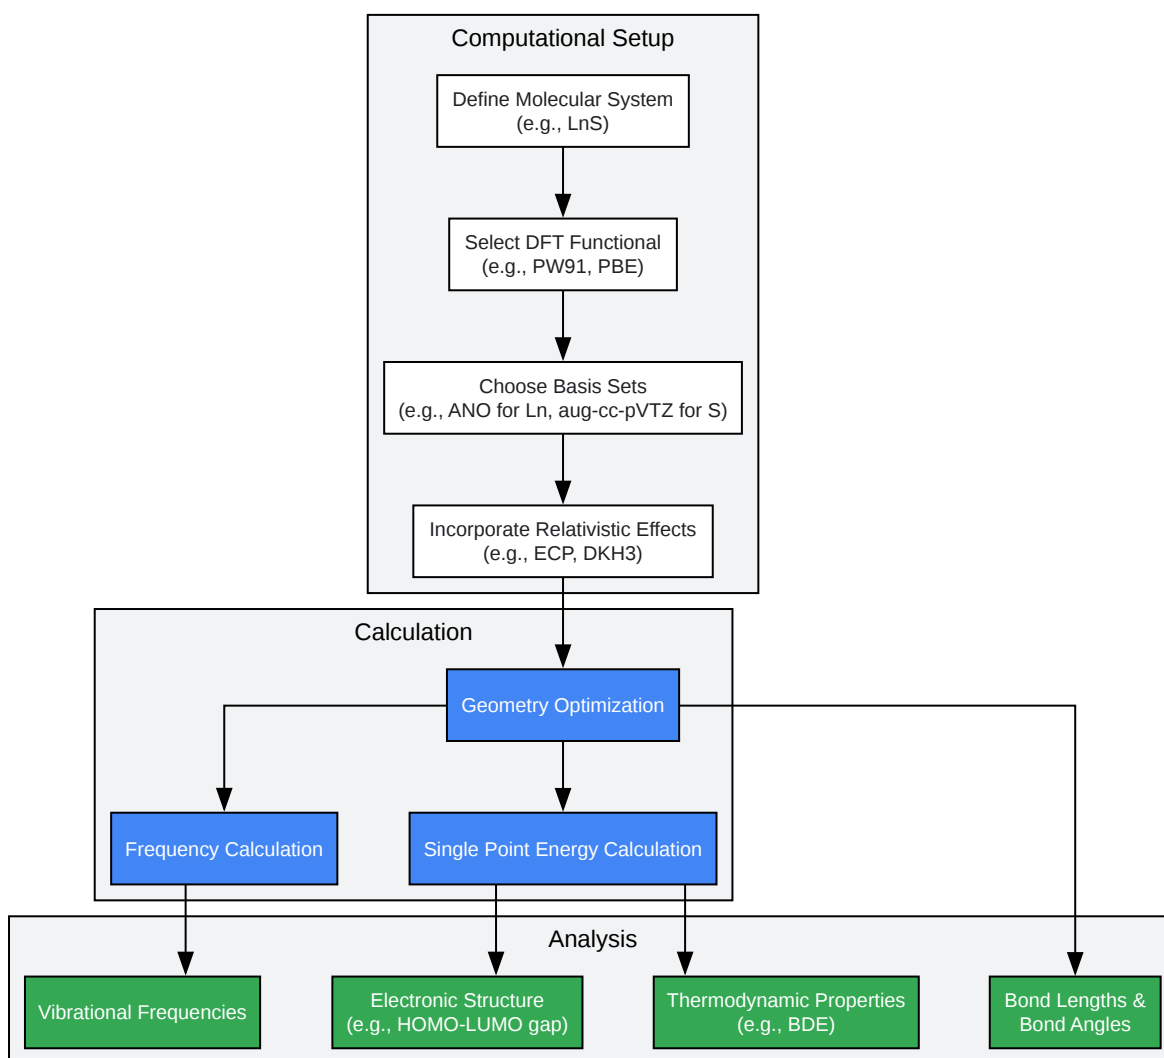 Computational Setup
Define Molecular System
(e.g., LnS)
Select DFT Functional
(e.g., PW91, PBE)
Choose Basis Sets
(e.g., ANO for Ln, aug-cc-pVTZ for S)
Incorporate Relativistic Effects
(e.g., ECP, DKH3)
Calculation
Geometry Optimization
Frequency Calculation
Single Point Energy Calculation
Analysis
Vibrational Frequencies
Electronic Structure
(e.g., HOMO-LUMO gap)
Thermodynamic Properties
(e.g., BDE)
Bond Lengths &
Bond Angles